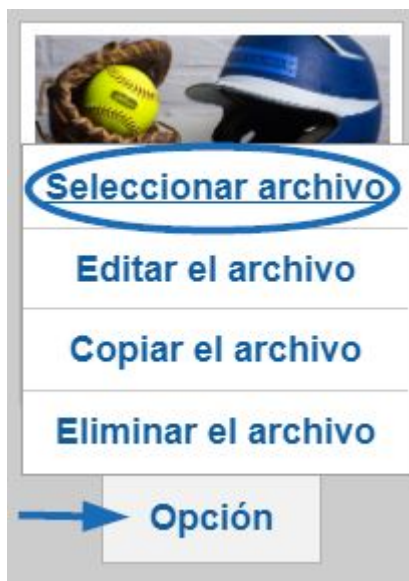 Seleccionar archivo
Editar el archivo
Copiar el archivo
Eliminar el archivo
Opción